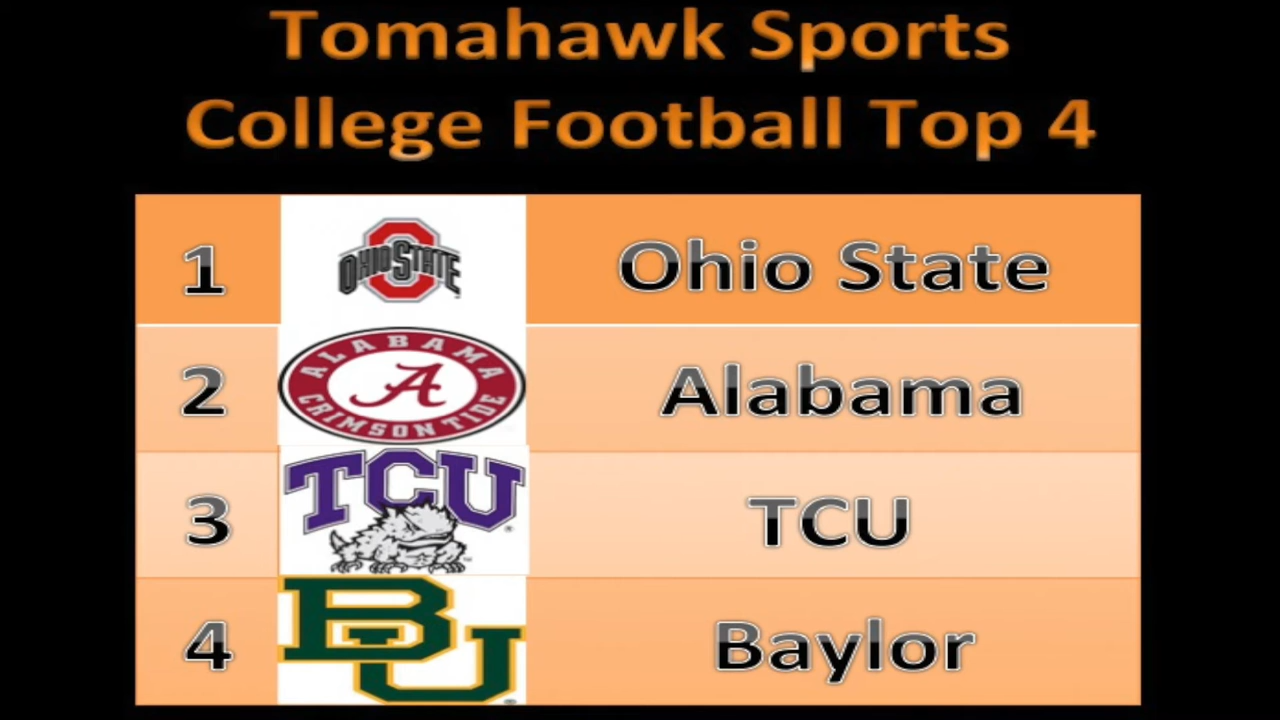 Tomahawk Sports
College Football Top 4
1 OHIO STATE Ohio State
2 ALABAMA A CRIMSON TIDE Alabama
3 TCU TCU
4 BU Baylor